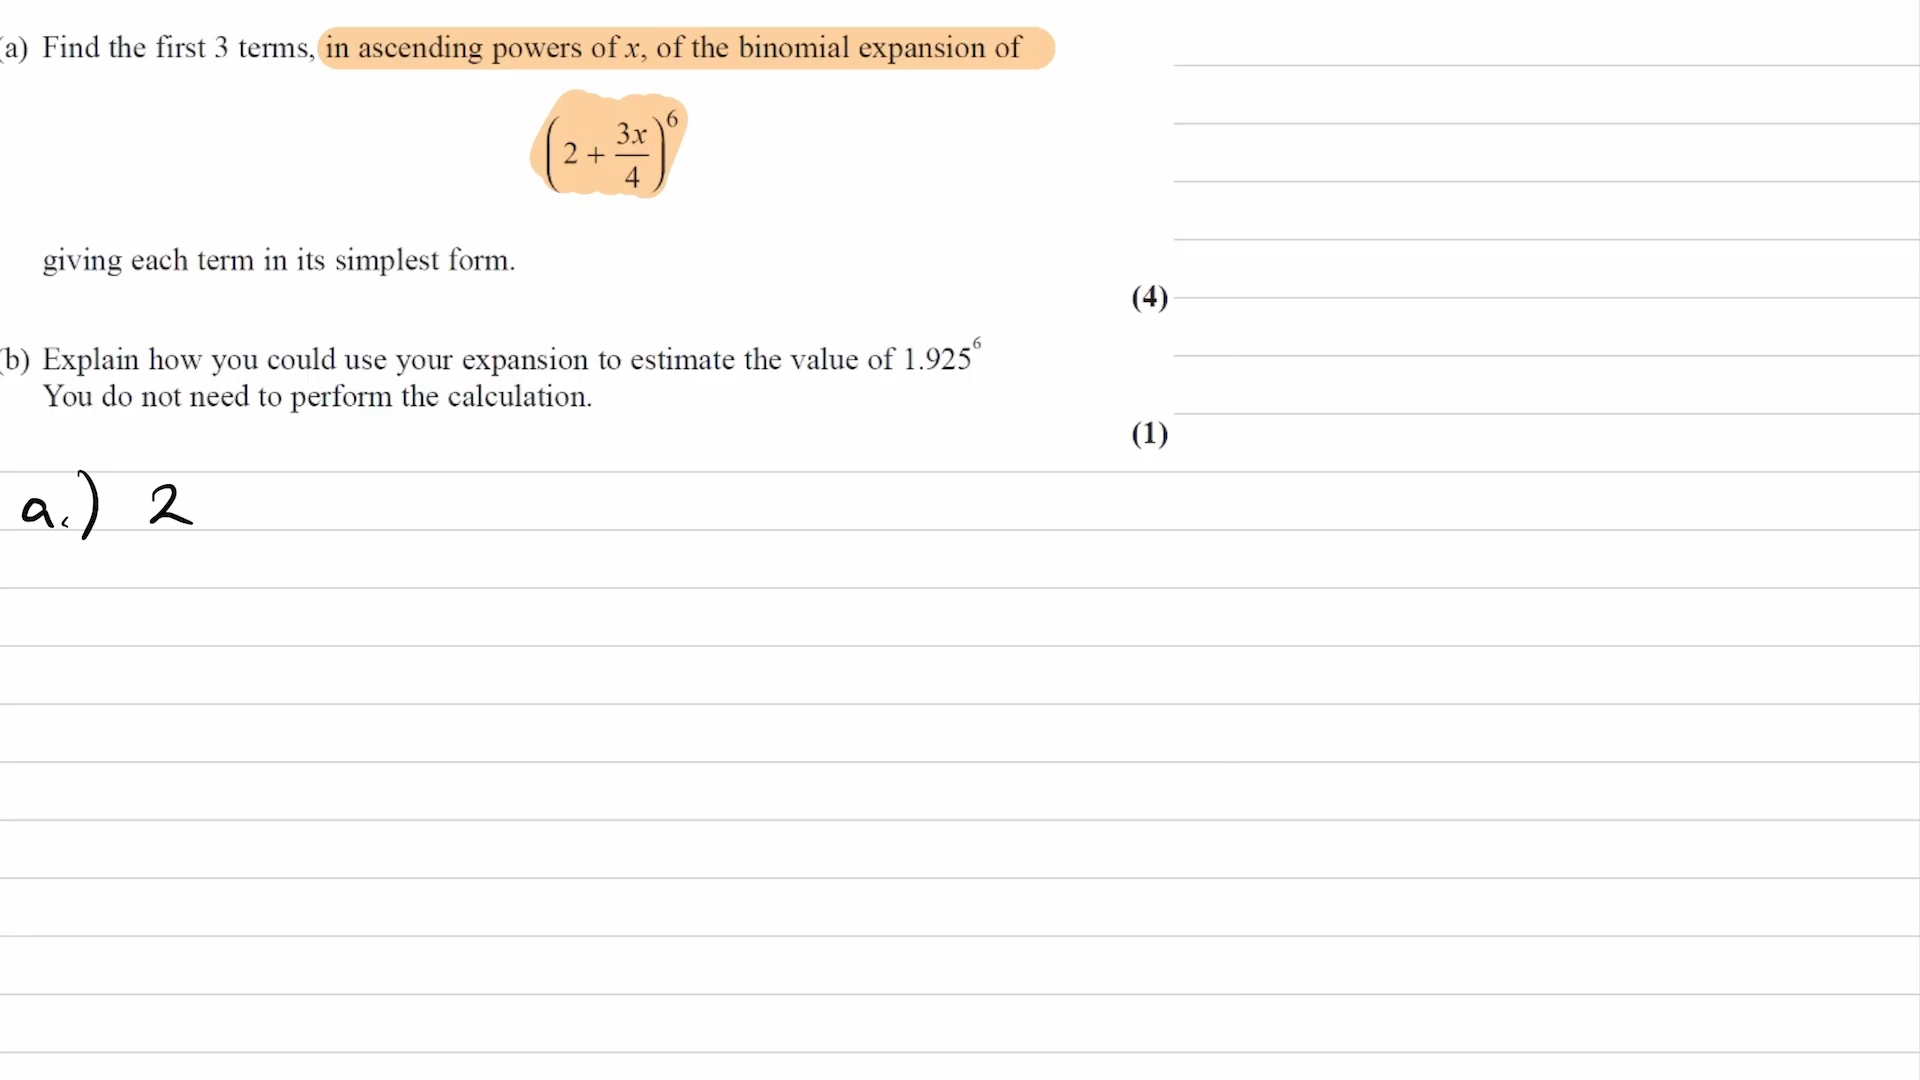 (a) Find the first 3 terms, in ascending powers of x, of the binomial expansion of
(2 + 3x/4)^6
giving each term in its simplest form.
(4)
(b) Explain how you could use your expansion to estimate the value of 1.925^6
You do not need to perform the calculation.
(1)
a.) 2